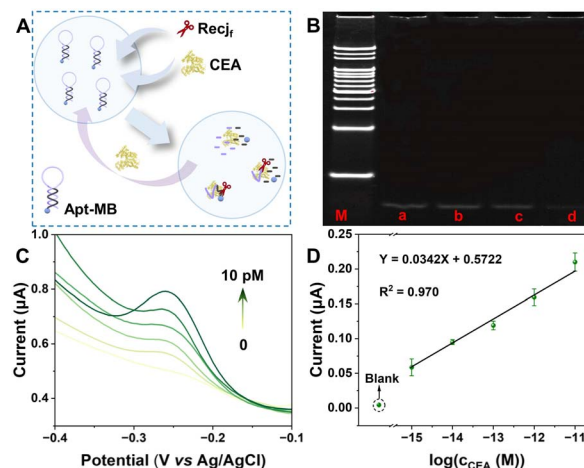 A
Recjf
CEA
Apt-MB
B
M a b c d
C
10 pM
0
1.0
0.8
0.6
0.4
Current (μA)
−0.4 −0.3 −0.2 −0.1
Potential (V vs Ag/AgCl)
D
Y = 0.0342X + 0.5722
R² = 0.970
Blank
0.25
0.20
0.15
0.10
0.05
0.00
Current (μA)
−15 −14 −13 −12 −11
log(cCEA (M))